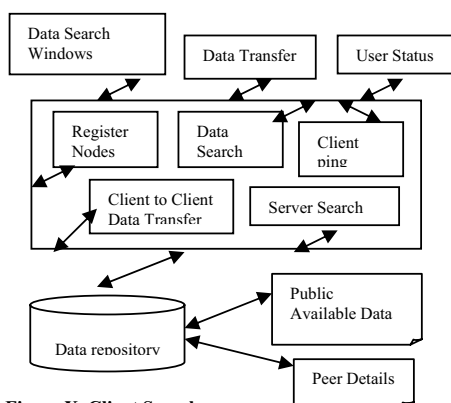 Data Search
Windows
Data Transfer
User Status
Register
Nodes
Data
Search
Client
ping
Client to Client
Data Transfer
Server Search
Public
Available Data
Data repository
Peer Details